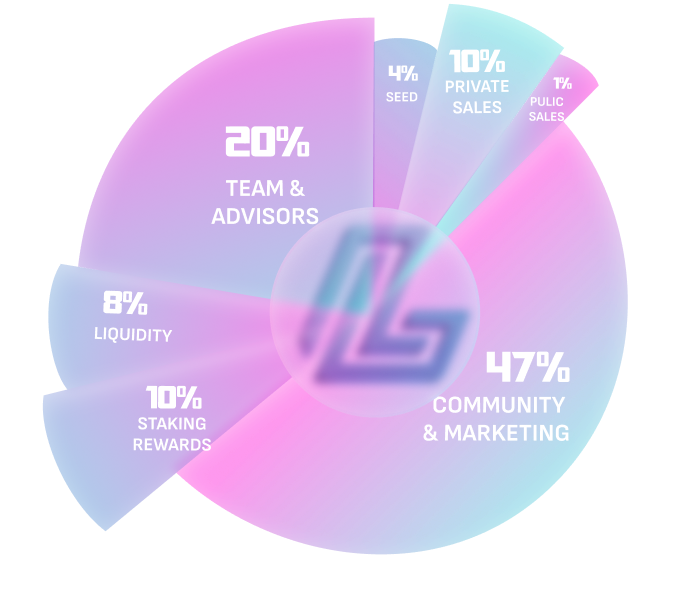 4%
SEED
10%
PRIVATE
SALES
1%
PULIC
SALES
20%
TEAM &
ADVISORS
8%
LIQUIDITY
10%
STAKING
REWARDS
47%
COMMUNITY
& MARKETING